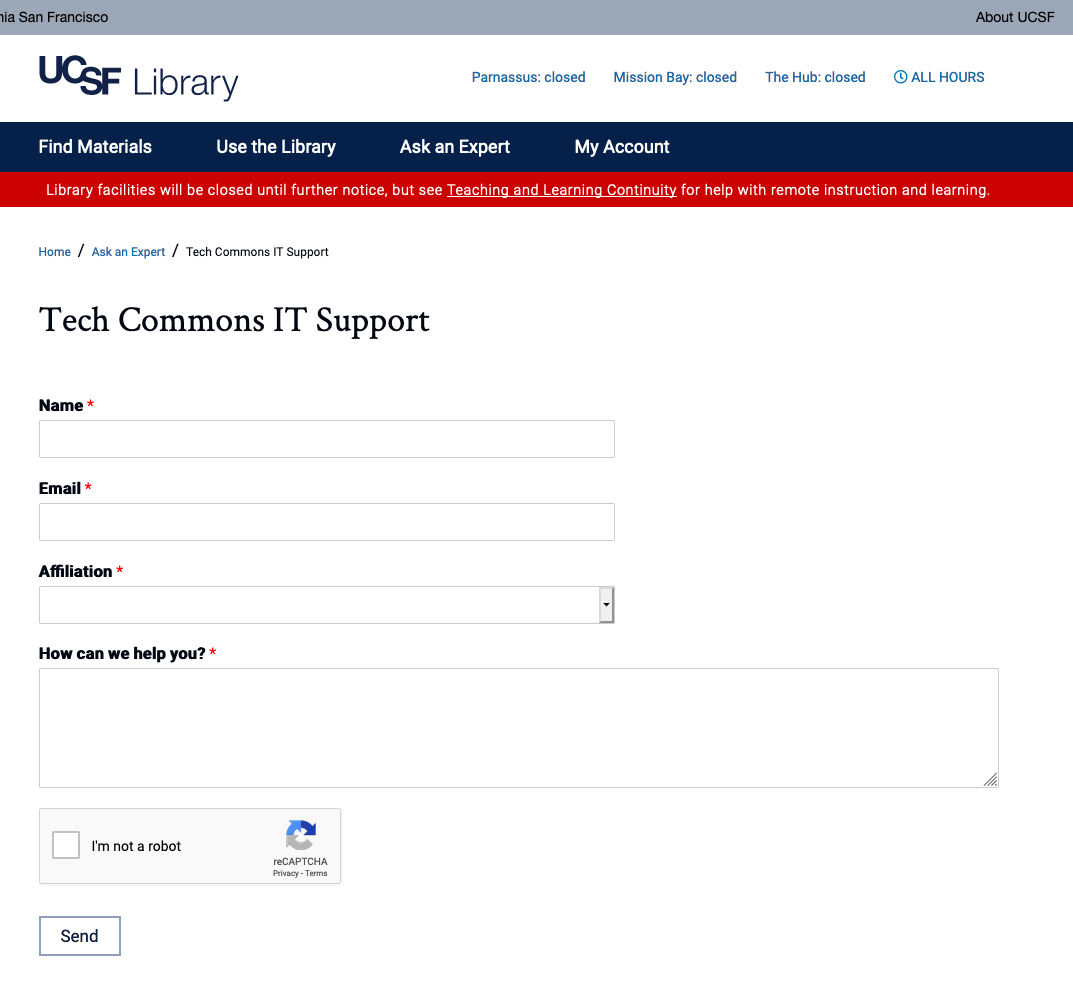 nia San Francisco
About UCSF
UCSF Library
Parnassus: closed
Mission Bay: closed
The Hub: closed
ALL HOURS
Find Materials
Use the Library
Ask an Expert
My Account
Library facilities will be closed until further notice, but see Teaching and Learning Continuity for help with remote instruction and learning.
Home / Ask an Expert / Tech Commons IT Support
Tech Commons IT Support
Name *
Email *
Affiliation *
How can we help you? *
I'm not a robot
reCAPTCHA
Privacy - Terms
Send